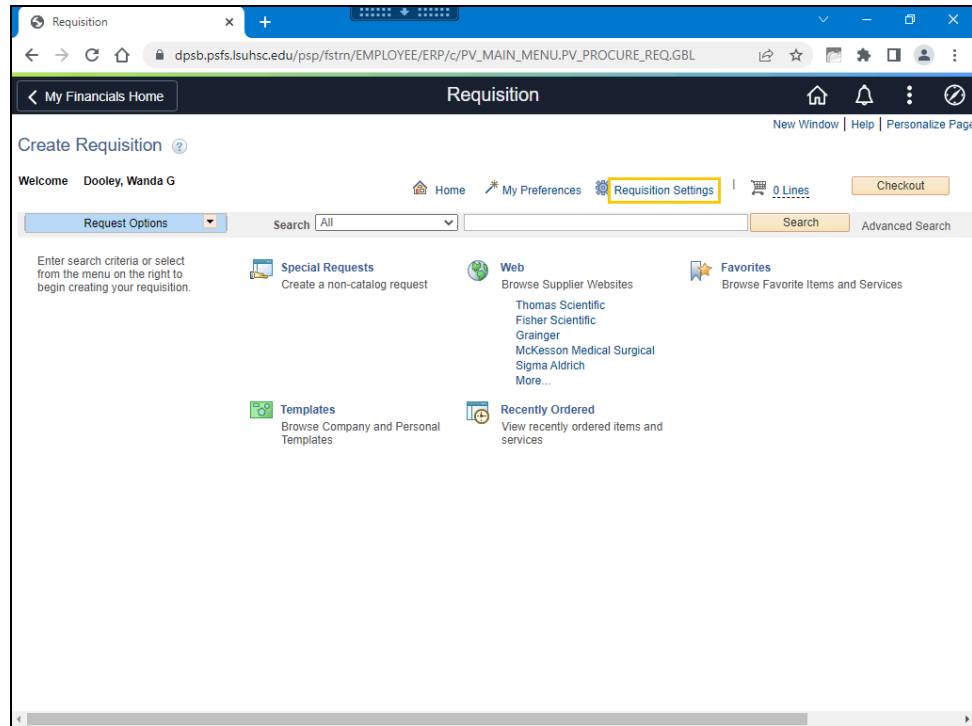 Requisition
dpsb.psfs.lsuhsc.edu/psp/fstrn/EMPLOYEE/ERP/c/PV_MAIN_MENU.PV_PROCURE_REQ.GBL
My Financials Home
Requisition
New Window | Help | Personalize Page
Create Requisition ?
Welcome Dooley, Wanda G
Home My Preferences Requisition Settings | 0 Lines Checkout
Request Options Search All Search Advanced Search
Enter search criteria or select
from the menu on the right to
begin creating your requisition.
Special Requests
Create a non-catalog request
Web
Browse Supplier Websites
Thomas Scientific
Fisher Scientific
Grainger
McKesson Medical Surgical
Sigma Aldrich
More...
Favorites
Browse Favorite Items and Services
Templates
Browse Company and Personal
Templates
Recently Ordered
View recently ordered items and
services